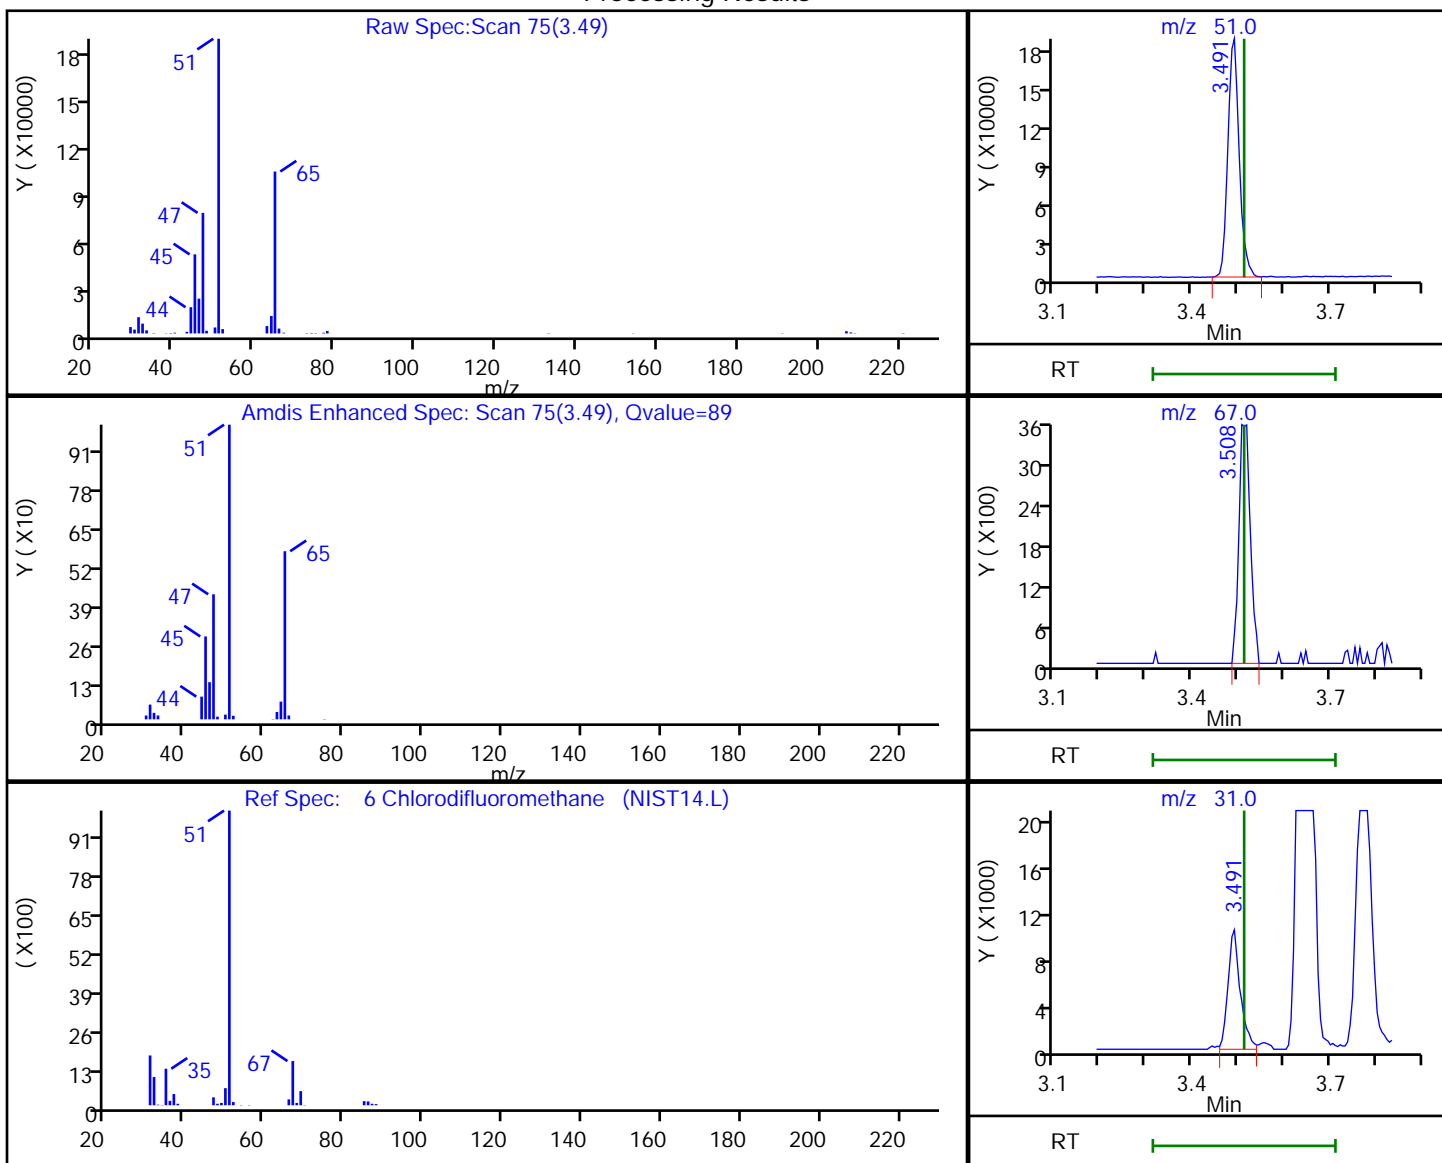 Processing Results
Raw Spec:Scan 75(3.49)
Y ( X10000)
18
15
12
9
6
3
0
51
65
47
45
44
20 40 60 80 100 120 140 160 180 200 220
m/z
m/z 51.0
Y ( X10000)
18
15
12
9
6
3
0
3.491
3.1 3.4 3.7
Min
RT
Amdis Enhanced Spec: Scan 75(3.49), Qvalue=89
Y ( X10)
91
78
65
52
39
26
13
0
51
65
47
45
44
20 40 60 80 100 120 140 160 180 200 220
m/z
m/z 67.0
Y ( X100)
36
30
24
18
12
6
0
3.508
3.1 3.4 3.7
Min
RT
Ref Spec: 6 Chlorodifluoromethane (NIST14.L)
( X100)
91
78
65
52
39
26
13
0
51
35
67
20 40 60 80 100 120 140 160 180 200 220
m/z 31.0
Y ( X1000)
20
16
12
8
4
0
3.491
3.1 3.4 3.7
Min
RT